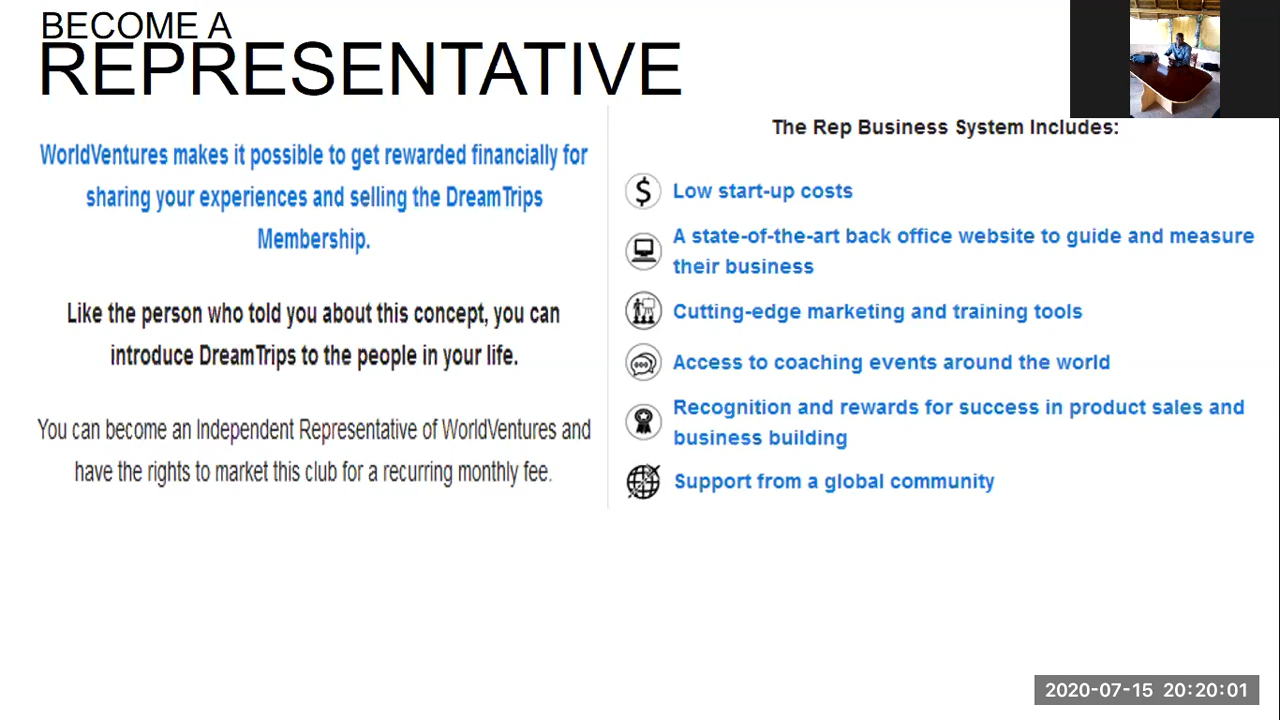 BECOME A
REPRESENTATIVE
WorldVentures makes it possible to get rewarded financially for
sharing your experiences and selling the DreamTrips
Membership.
Like the person who told you about this concept, you can
introduce DreamTrips to the people in your life.
You can become an Independent Representative of WorldVentures and
have the rights to market this club for a recurring monthly fee.
The Rep Business System Includes:
$
Low start-up costs
A state-of-the-art back office website to guide and measure
their business
Cutting-edge marketing and training tools
Access to coaching events around the world
Recognition and rewards for success in product sales and
business building
Support from a global community
2020-07-15 20:20:01